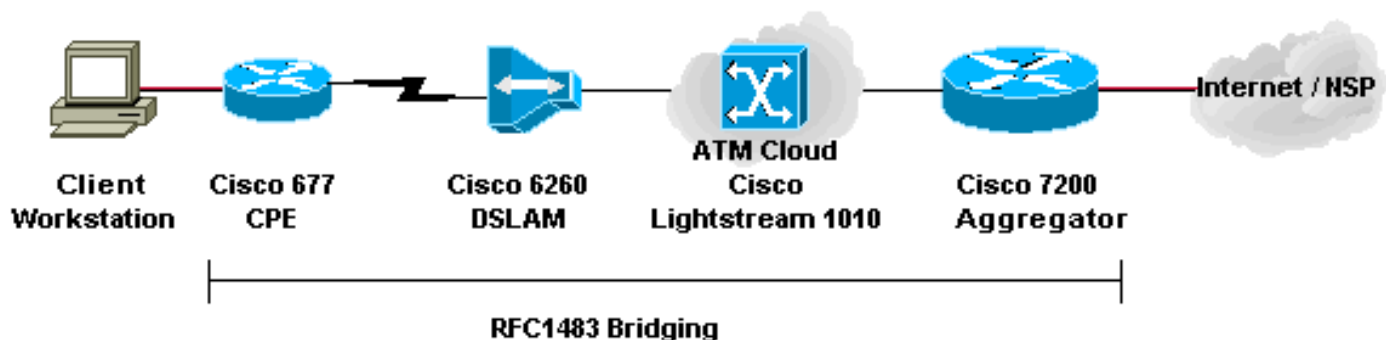 Internet / NSP
ATM Cloud
Client
Workstation
Cisco 677
CPE
Cisco 6260
DSLAM
Cisco
Lightstream 1010
Cisco 7200
Aggregator
RFC1483 Bridging